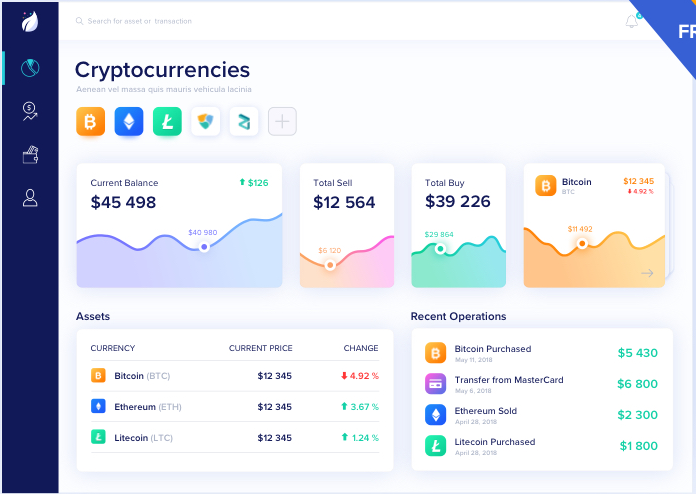 Search for asset or transaction
FR
Cryptocurrencies
Aenean vel massa quis mauris vehicula lacinia
Current Balance
$126
$45 498
$40 980
Total Sell
$12 564
$6 120
Total Buy
$39 226
$29 864
Bitcoin
BTC
$12 345
4.92 %
$11 492
Assets
CURRENCY CURRENT PRICE CHANGE
Bitcoin (BTC) $12 345 4.92 %
Ethereum (ETH) $12 345 3.67 %
Litecoin (LTC) $12 345 1.24 %
Recent Operations
Bitcoin Purchased
May 11, 2018
$5 430
Transfer from MasterCard
May 6, 2018
$6 800
Ethereum Sold
April 28, 2018
$2 300
Litecoin Purchased
April 28, 2018
$1 800